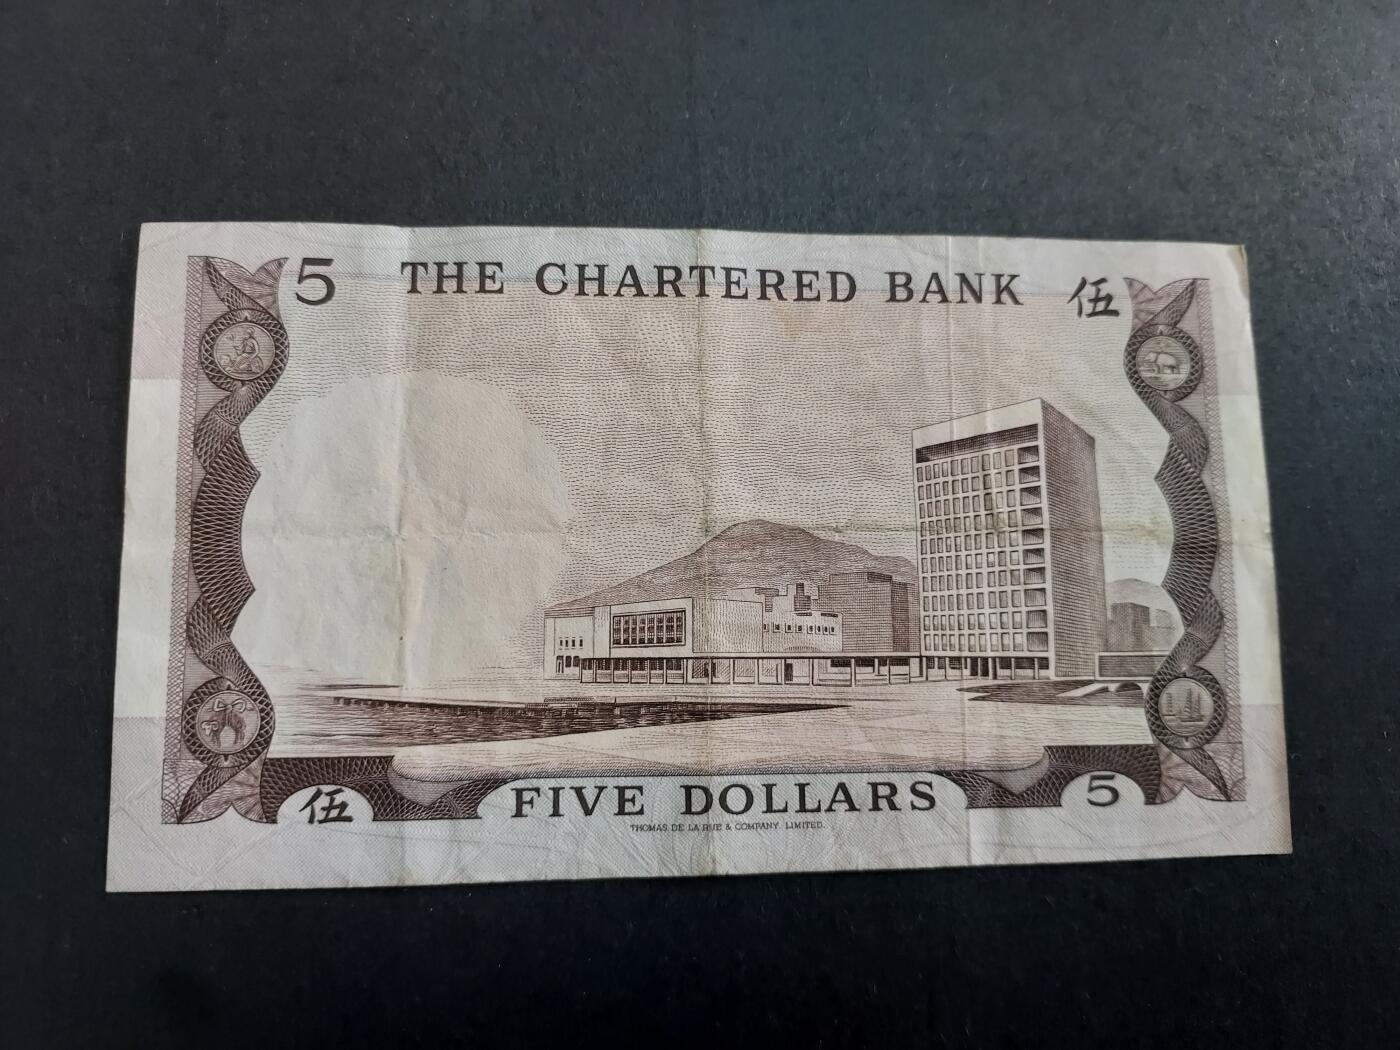 5 THE CHARTERED BANK 伍
伍 FIVE DOLLARS 5
THOMAS DE LA RUE & COMPANY, LIMITED.